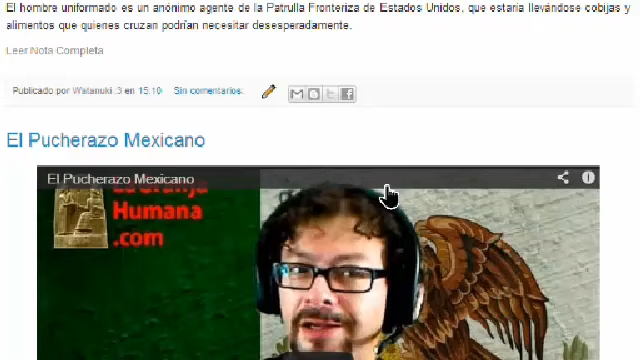 El hombre uniformado es un anónimo agente de la Patrulla Fronteriza de Estados Unidos, que estaría llevándose cobijas y
alimentos que quienes cruzan podrían necesitar desesperadamente.
Leer Nota Completa
Publicado por Watanuki :3 en 15:10 Sin comentarios:
El Pucherazo Mexicano
El Pucherazo Mexicano
Humana
.com